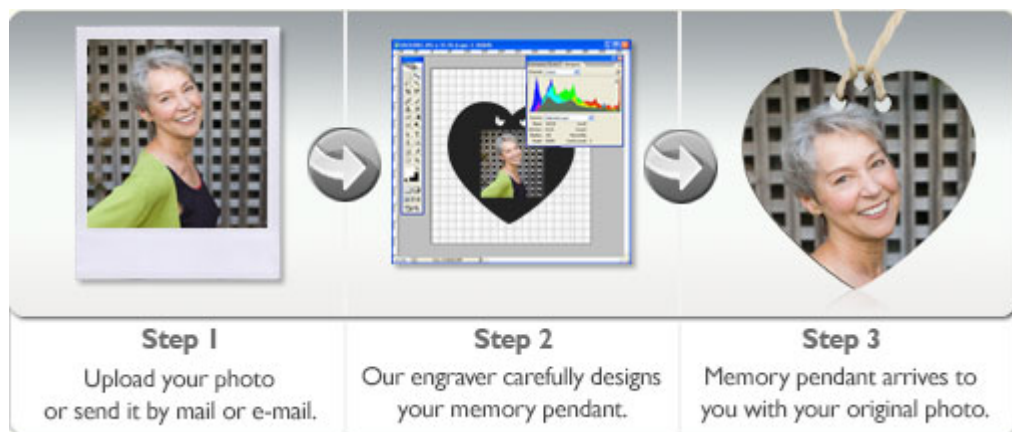 Step 1
Upload your photo
or send it by mail or e-mail.
Step 2
Our engraver carefully designs
your memory pendant.
Step 3
Memory pendant arrives to
you with your original photo.